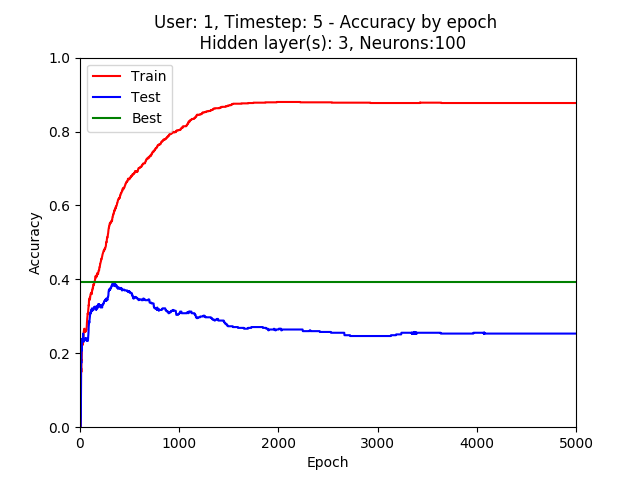 User: 1, Timestep: 5 - Accuracy by epoch
Hidden layer(s): 3, Neurons:100
1.0
Train
Test
Best
0.8
0.6
Accuracy
0.4
0.2
0.0
0 1000 2000 3000 4000 5000
Epoch